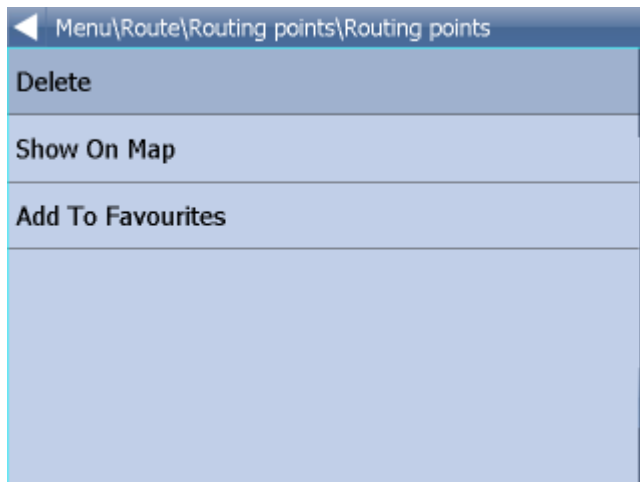 Menu\Route\Routing points\Routing points
Delete
Show On Map
Add To Favourites